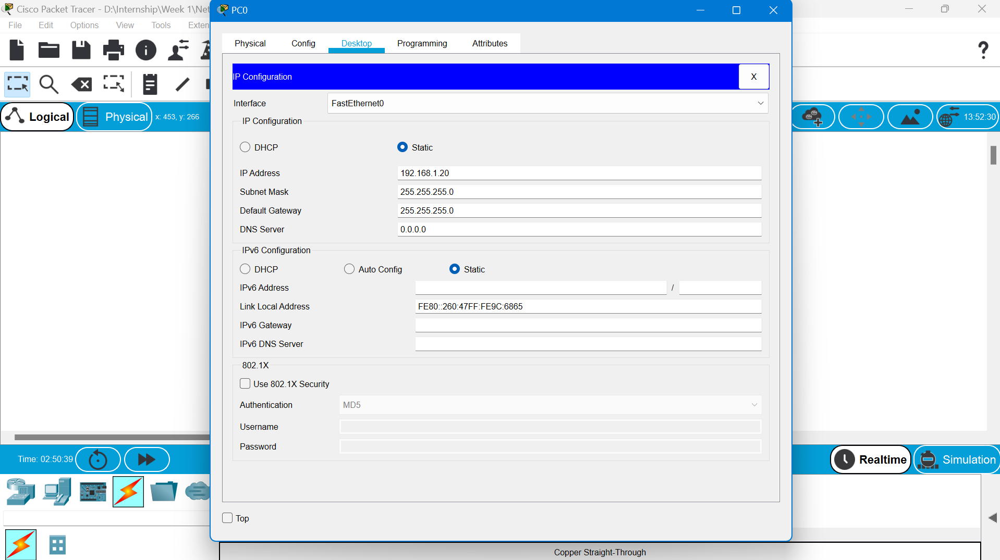 Cisco Packet Tracer - D:\Internship\Week 1\Net
PC0
File Edit Options View Tools Exten
Physical Config Desktop Programming Attributes
?
IP Configuration X
Interface FastEthernet0
Logical Physical x: 453, y: 266 13:52:30
IP Configuration
DHCP Static
IP Address 192.168.1.20
Subnet Mask 255.255.255.0
Default Gateway 255.255.255.0
DNS Server 0.0.0.0
IPv6 Configuration
DHCP Auto Config Static
IPv6 Address /
Link Local Address FE80::260:47FF:FE9C:6865
IPv6 Gateway
IPv6 DNS Server
802.1X
Use 802.1X Security
Authentication MD5
Username
Password
Time: 02:50:39 Realtime Simulation
Top
Copper Straight-Through